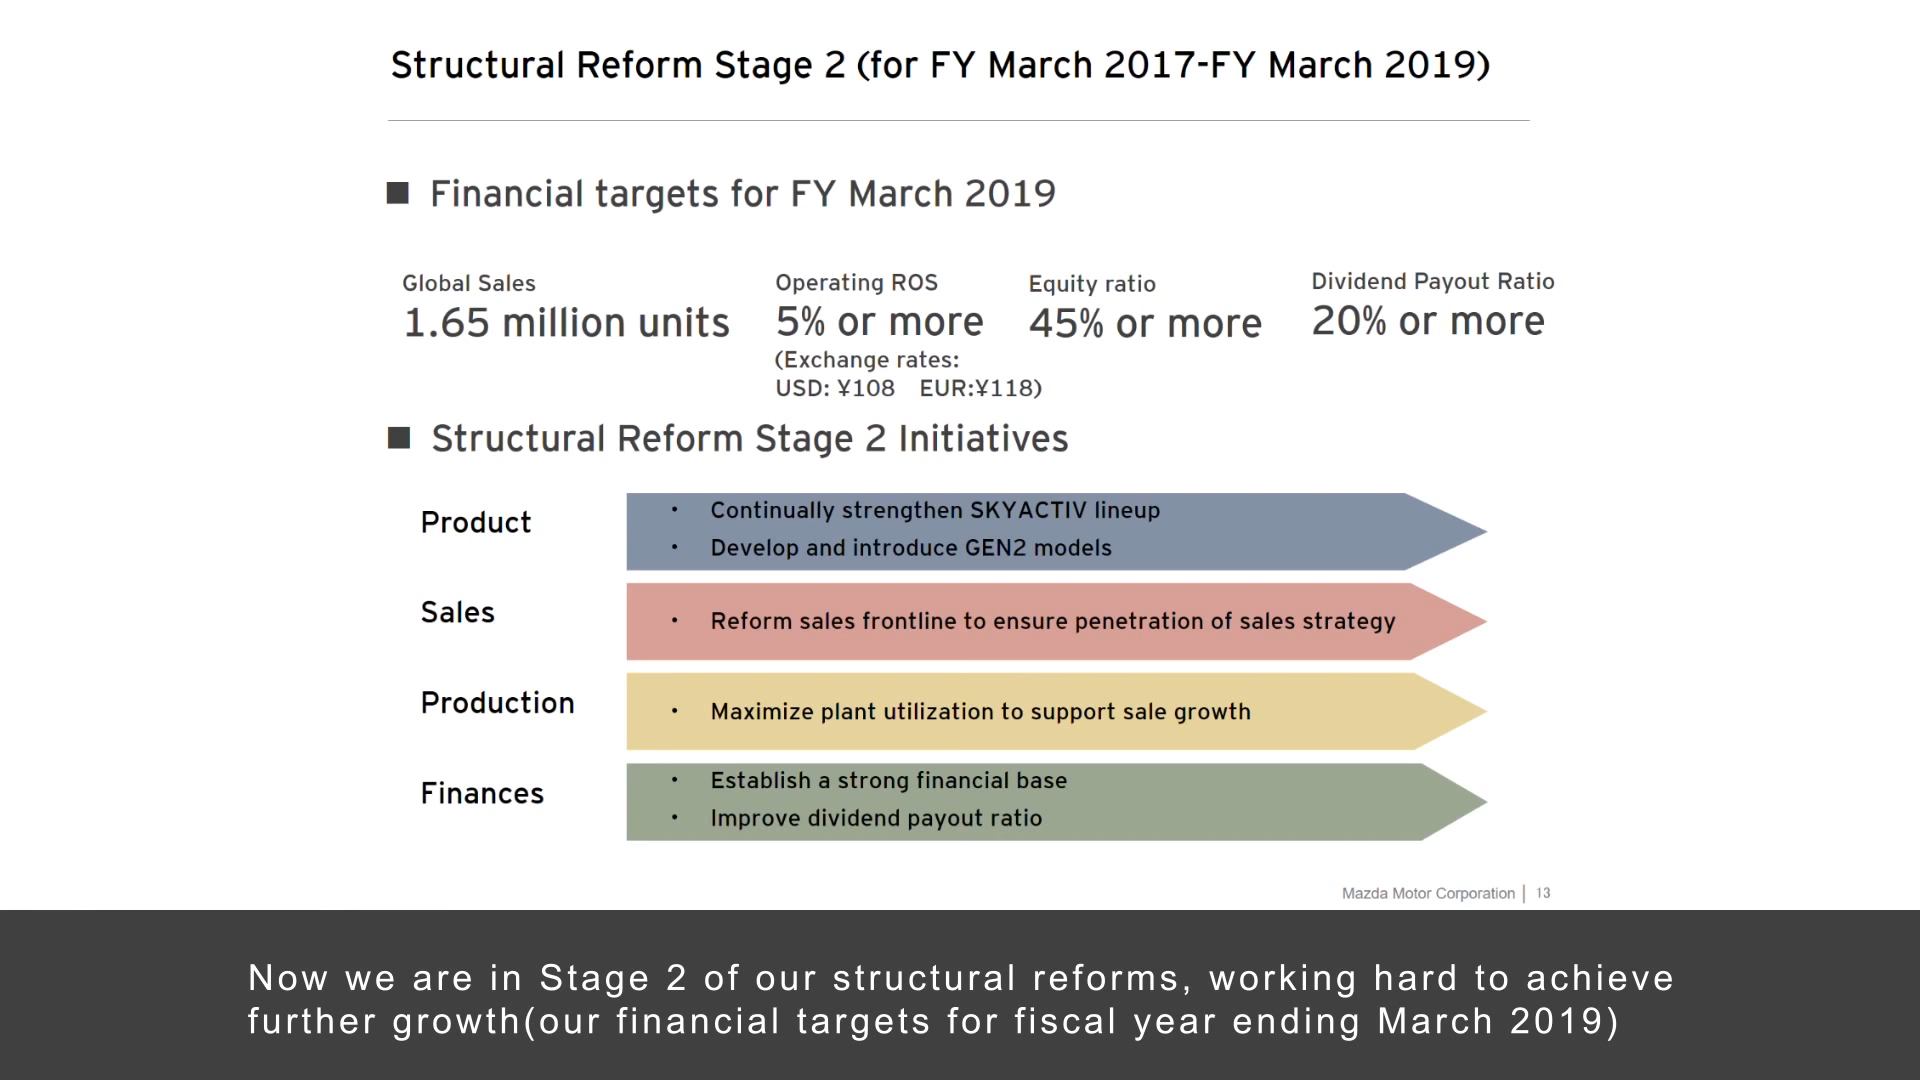 Structural Reform Stage 2 (for FY March 2017-FY March 2019)
■ Financial targets for FY March 2019
Global Sales
1.65 million units
Operating ROS
5% or more
(Exchange rates:
USD: ¥108 EUR:¥118)
Equity ratio
45% or more
Dividend Payout Ratio
20% or more
■ Structural Reform Stage 2 Initiatives
Product
• Continually strengthen SKYACTIV lineup
• Develop and introduce GEN2 models
Sales
• Reform sales frontline to ensure penetration of sales strategy
Production
• Maximize plant utilization to support sale growth
Finances
• Establish a strong financial base
• Improve dividend payout ratio
Mazda Motor Corporation | 13
Now we are in Stage 2 of our structural reforms, working hard to achieve
further growth(our financial targets for fiscal year ending March 2019)